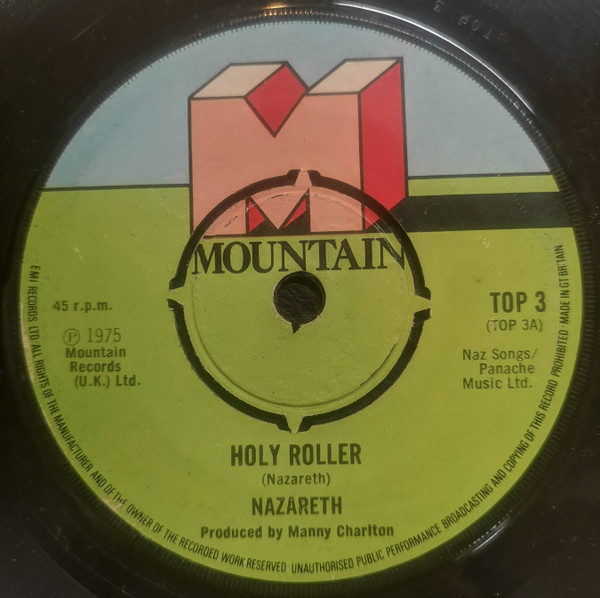 MOUNTAIN
45 r.p.m.
℗ 1975
Mountain
Records
(U.K.) Ltd.
TOP 3
(TOP 3A)
Naz Songs/
Panache
Music Ltd.
HOLY ROLLER
(Nazareth)
NAZARETH
Produced by Manny Charlton
EMI RECORDS LTD ALL RIGHTS OF THE MANUFACTURER AND OF THE OWNER OF THE RECORDED WORK RESERVED UNAUTHORISED PUBLIC PERFORMANCE BROADCASTING AND COPYING OF THIS RECORD PROHIBITED · MADE IN GT BRITAIN
TOP 3